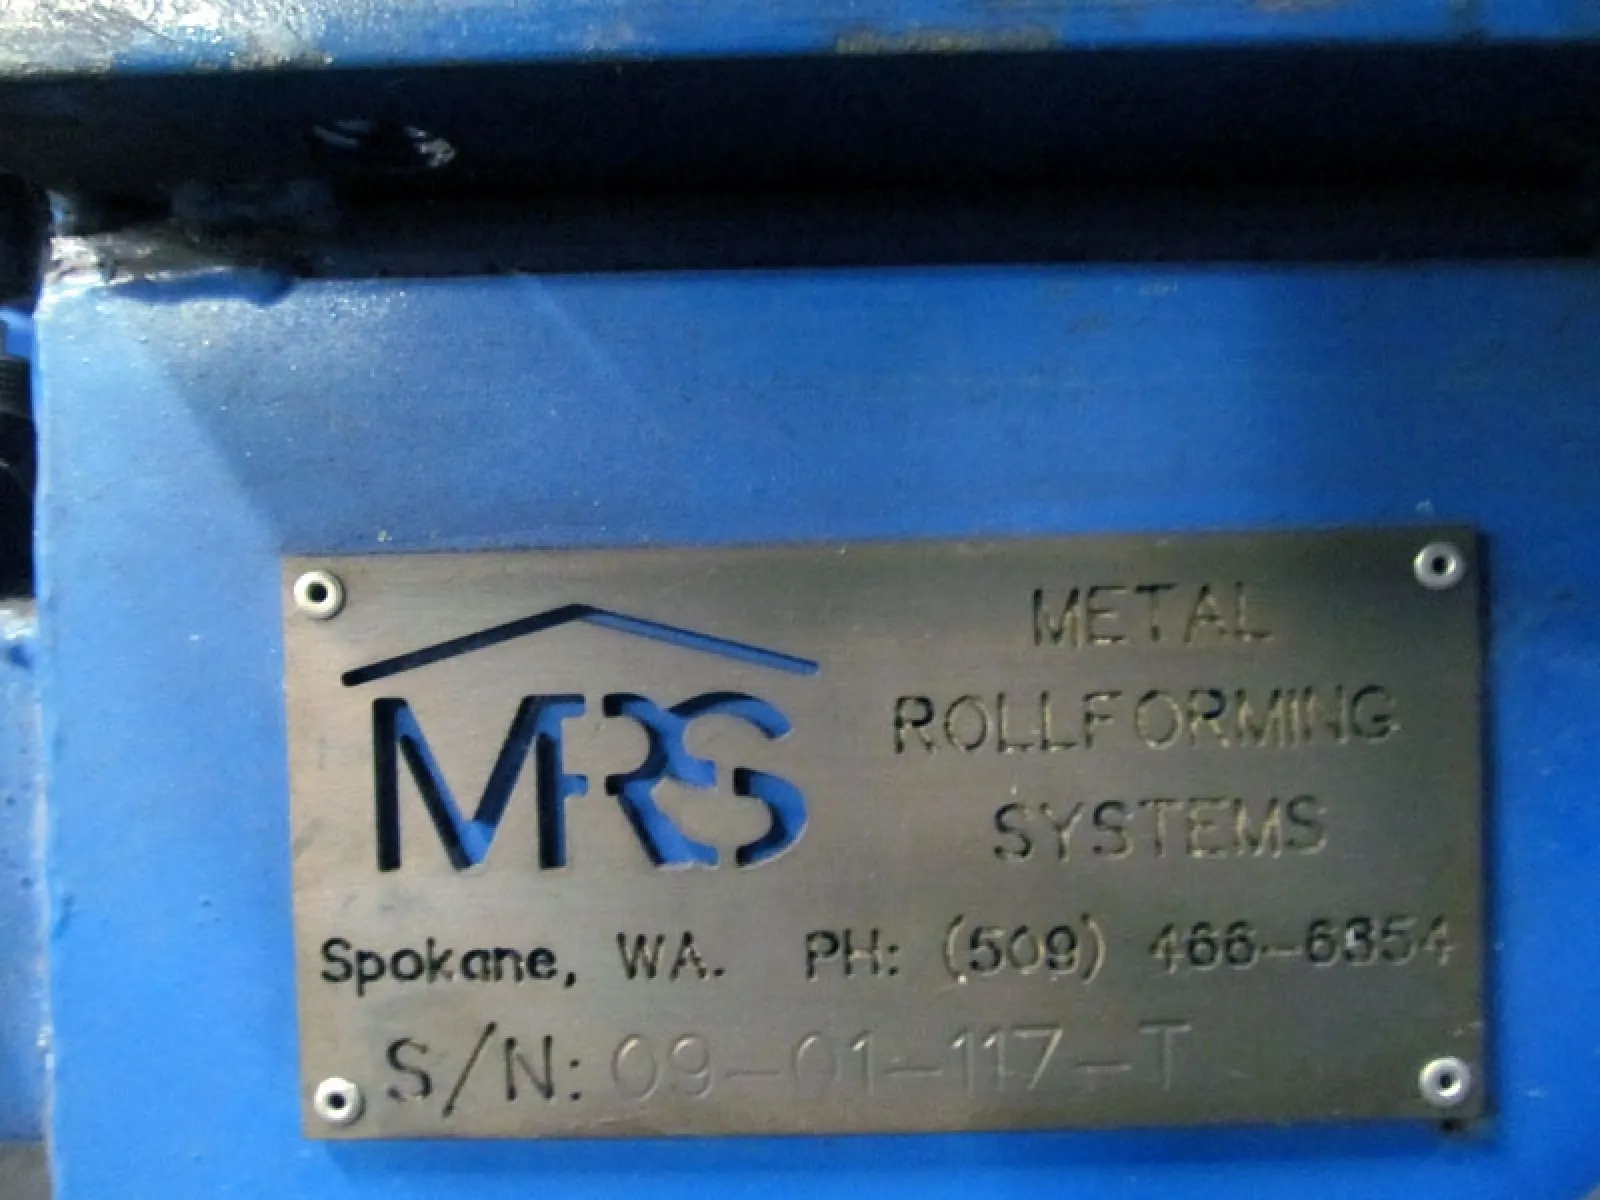 MRS
METAL
ROLLFORMING
SYSTEMS
Spokane, WA. PH: (509) 466-6354
S/N: 09-01-117-T